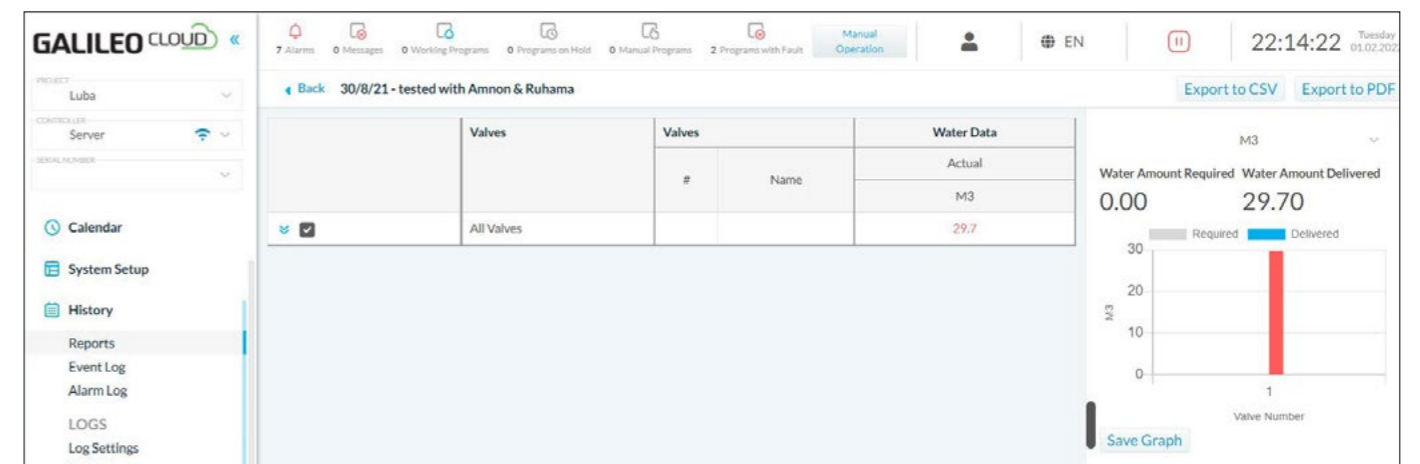 GALILEO CLOUD «
7 Alarms 0 Messages 0 Working Programs 0 Programs on Hold 0 Manual Programs 2 Programs with Fault Manual Operation EN 22:14:22 Tuesday
PROJECT
Luba
Back 30/8/21 - tested with Amnon & Ruhama Export to CSV Export to PDF
CONTROLLER
Server
SERIAL NUMBER
Valves Valves Water Data
# Name Actual
M3
All Valves 29.7
M3
Water Amount Required Water Amount Delivered
0.00 29.70
Required Delivered
30
20
10
0
M3
1
Valve Number
Save Graph
Calendar
System Setup
History
Reports
Event Log
Alarm Log
LOGS
Log Settings